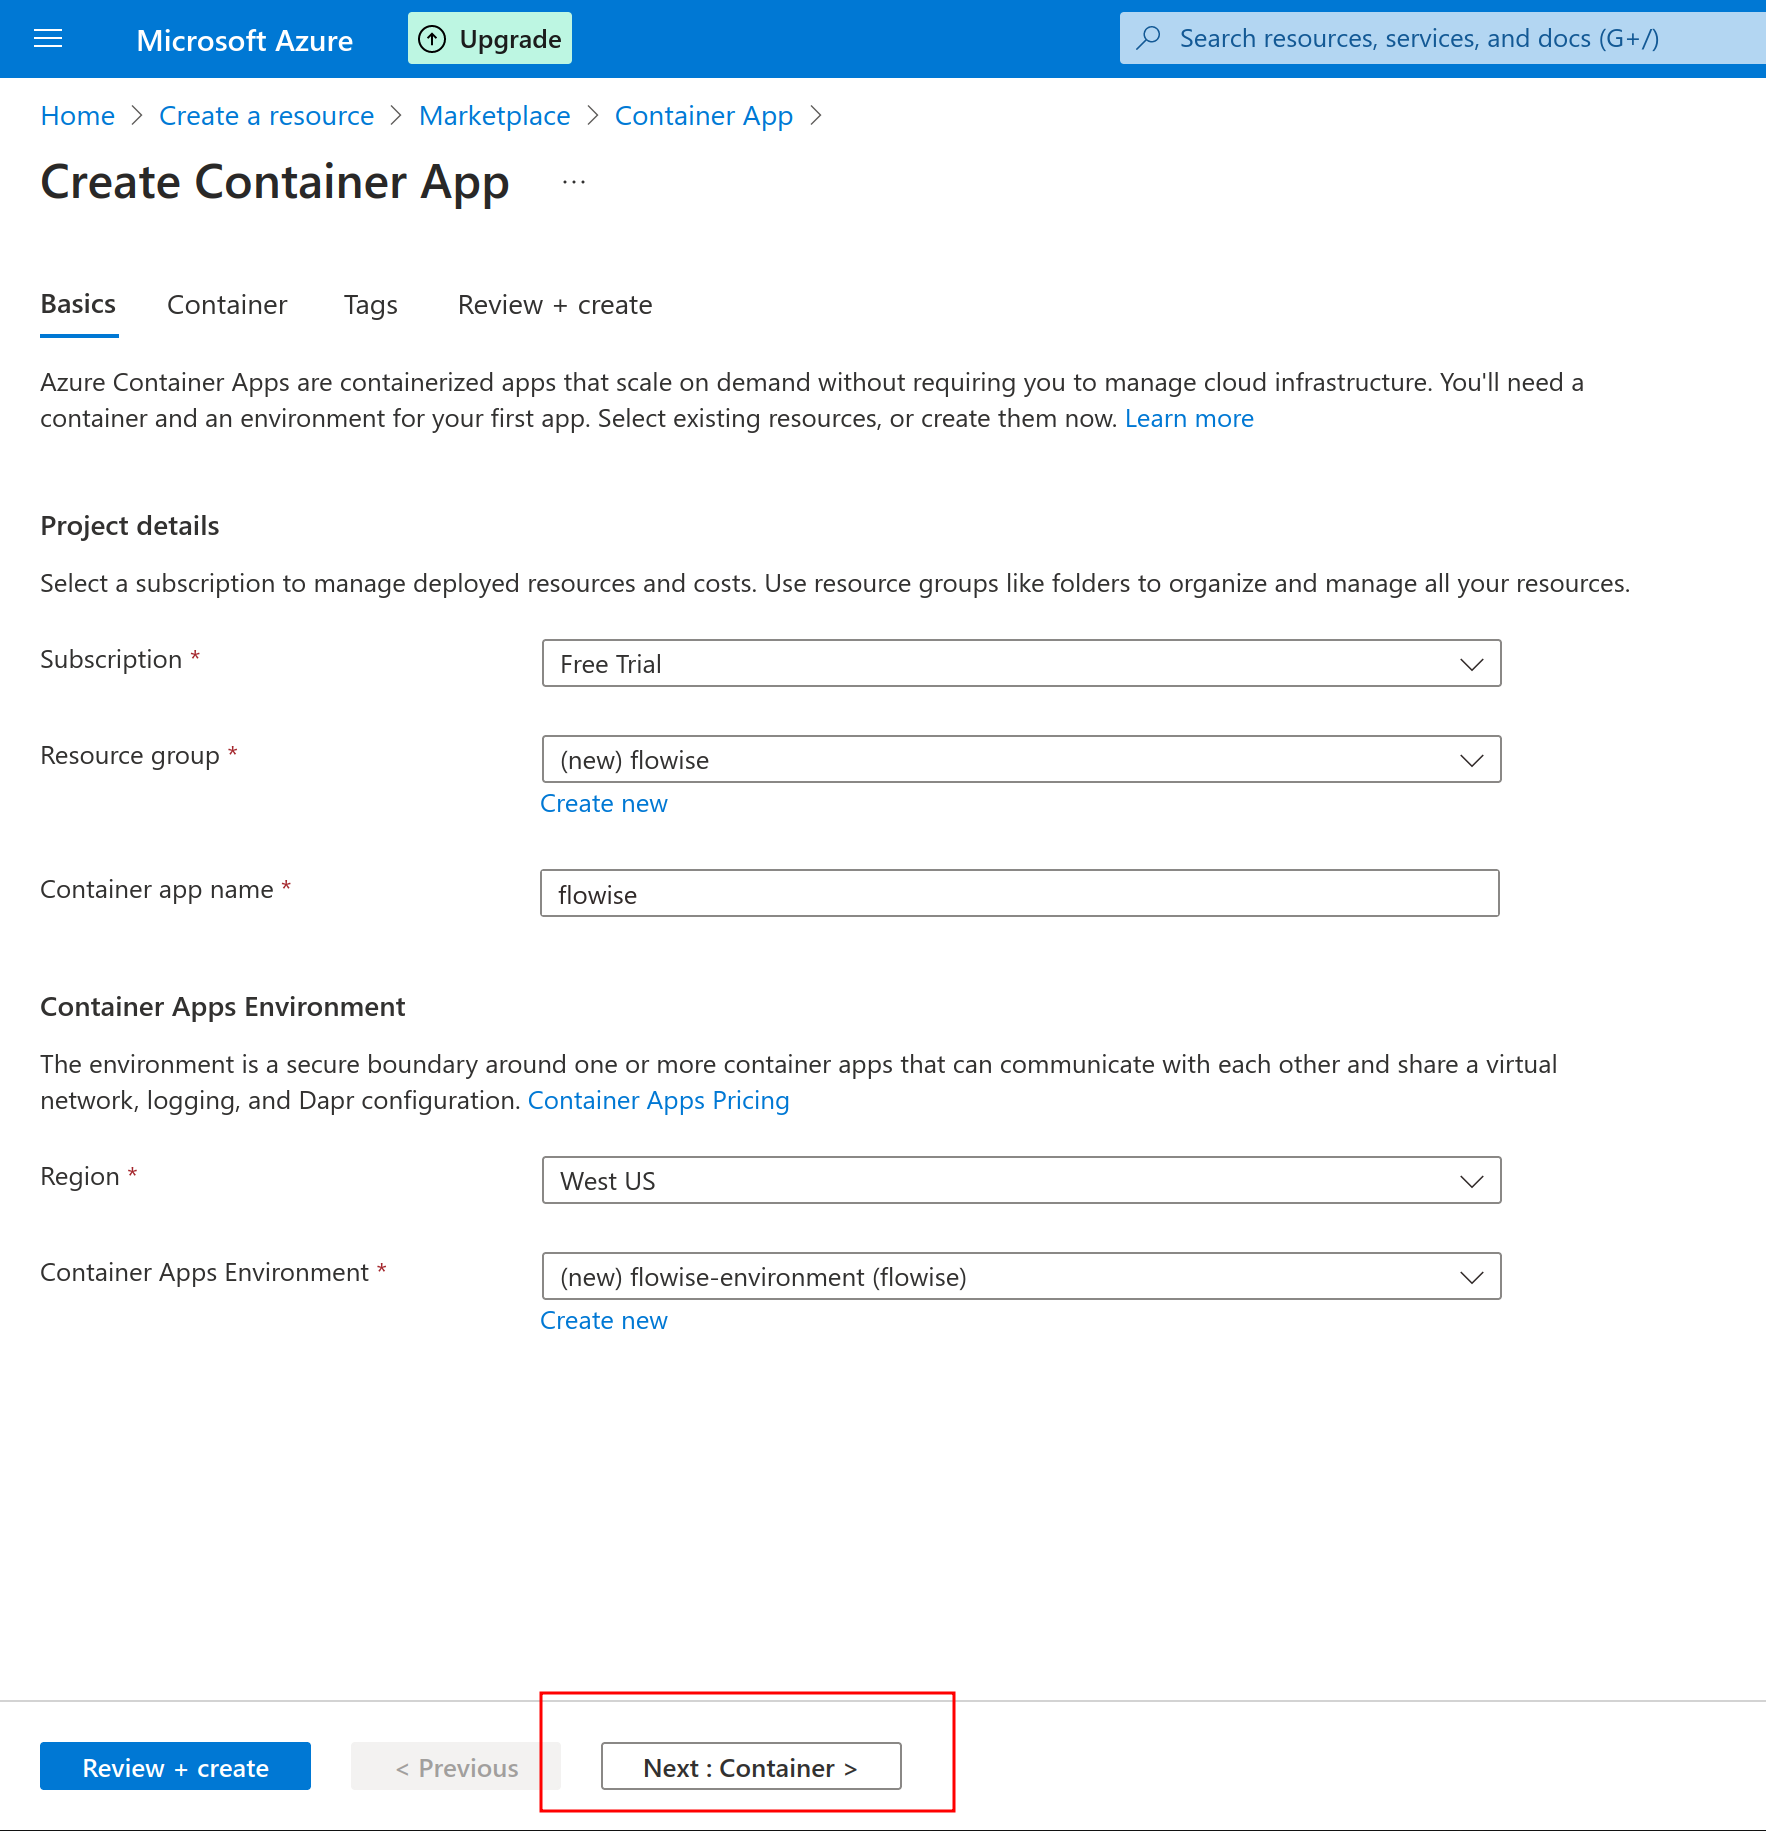 Microsoft Azure
Upgrade
Search resources, services, and docs (G+/)
Home > Create a resource > Marketplace > Container App >
Create Container App ...
Basics Container Tags Review + create
Azure Container Apps are containerized apps that scale on demand without requiring you to manage cloud infrastructure. You'll need a
container and an environment for your first app. Select existing resources, or create them now. Learn more
Project details
Select a subscription to manage deployed resources and costs. Use resource groups like folders to organize and manage all your resources.
Subscription *
Free Trial
Resource group *
(new) flowise
Create new
Container app name *
flowise
Container Apps Environment
The environment is a secure boundary around one or more container apps that can communicate with each other and share a virtual
network, logging, and Dapr configuration. Container Apps Pricing
Region *
West US
Container Apps Environment *
(new) flowise-environment (flowise)
Create new
Review + create
< Previous
Next : Container >